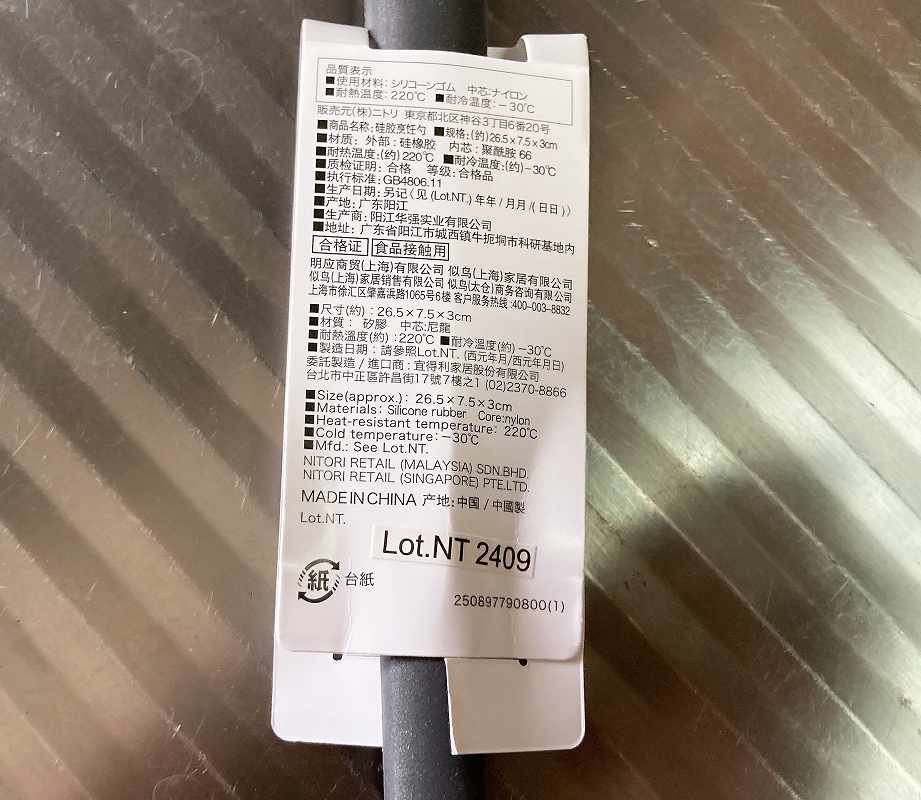 品質表示
■使用材料：シリコーンゴム 中芯：ナイロン
■耐熱温度：220℃ ■耐冷温度：－30℃
販売元(株)ニトリ 東京都北区神谷3丁目6番20号
■商品名称：硅胶烹饪勺 ■规格：(约)26.5×7.5×3cm
■材质：外部：硅橡胶 内芯：聚酰胺 66
■耐热温度：(约)220℃ ■耐冷温度：(约)－30℃
■质检证明：合格 等级：合格品
■执行标准：GB4806.11
■生产日期：另记〈见 (Lot.NT.) 年年 / 月月 /( 日日 )〉
■产地：广东阳江
■生产商：阳江华强实业有限公司
■地址：广东省阳江市城西镇牛扼垌市科研基地内
合格证 食品接触用
明应商贸(上海)有限公司 似鸟(上海)家居有限公司
似鸟(上海)家居销售有限公司 似鸟(太仓)商务咨询有限公司
上海市徐汇区肇嘉浜路1065号6楼 客户服务热线：400-003-8832
■尺寸(約)：26.5×7.5×3cm
■材質： 矽膠 中芯:尼龍
■耐熱溫度(約)：220℃ ■耐冷溫度(約)－30℃
■製造日期：請參照Lot.NT. (西元年月/西元年月日)
委託製造 / 進口商：宜得利家居股份有限公司
台北市中正區許昌街17號7樓之1 (02)2370-8866
■Size(approx.)： 26.5×7.5×3cm
■Materials: Silicone rubber Core:nylon
■Heat-resistant temperature: 220℃
■Cold temperature:－30℃
■Mfd.: See Lot.NT.
NITORI RETAIL (MALAYSIA) SDN.BHD.
NITORI RETAIL (SINGAPORE) PTE.LTD.
MADE IN CHINA 产地:中国 / 中國製
Lot.NT.
Lot.NT 2409
紙 台紙
250897790800(1)